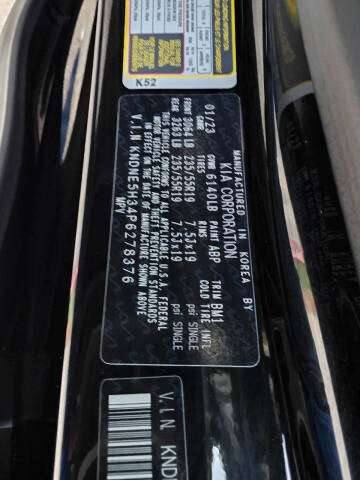 MANUFACTURED IN KOREA BY
KIA CORPORATION
01/23 GVWR 6140LB PAINT ABP TRIM BM1
GAWR TIRES RIMS COLD TIRE INFL
FRONT 3064LB 235/55R19 7.5Jx19 psi SINGLE
REAR 3263LB 235/55R19 7.5Jx19 psi SINGLE
THIS VEHICLE CONFORMS TO ALL APPLICABLE U.S.A. FEDERAL
MOTOR VEHICLE SAFETY & THEFT PREVENTION STANDARDS
IN EFFECT ON THE DATE OF MANUFACTURE SHOWN ABOVE
V.I.N KNDNE5H34P6278376
MPV
K52
V.I.N KND